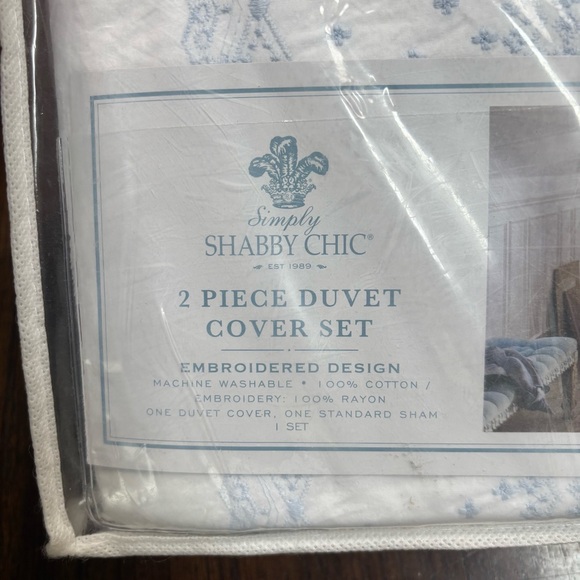 Simply
SHABBY CHIC®
EST 1989
2 PIECE DUVET
COVER SET
EMBROIDERED DESIGN
MACHINE WASHABLE * 100% COTTON /
EMBROIDERY: 100% RAYON
ONE DUVET COVER, ONE STANDARD SHAM
1 SET